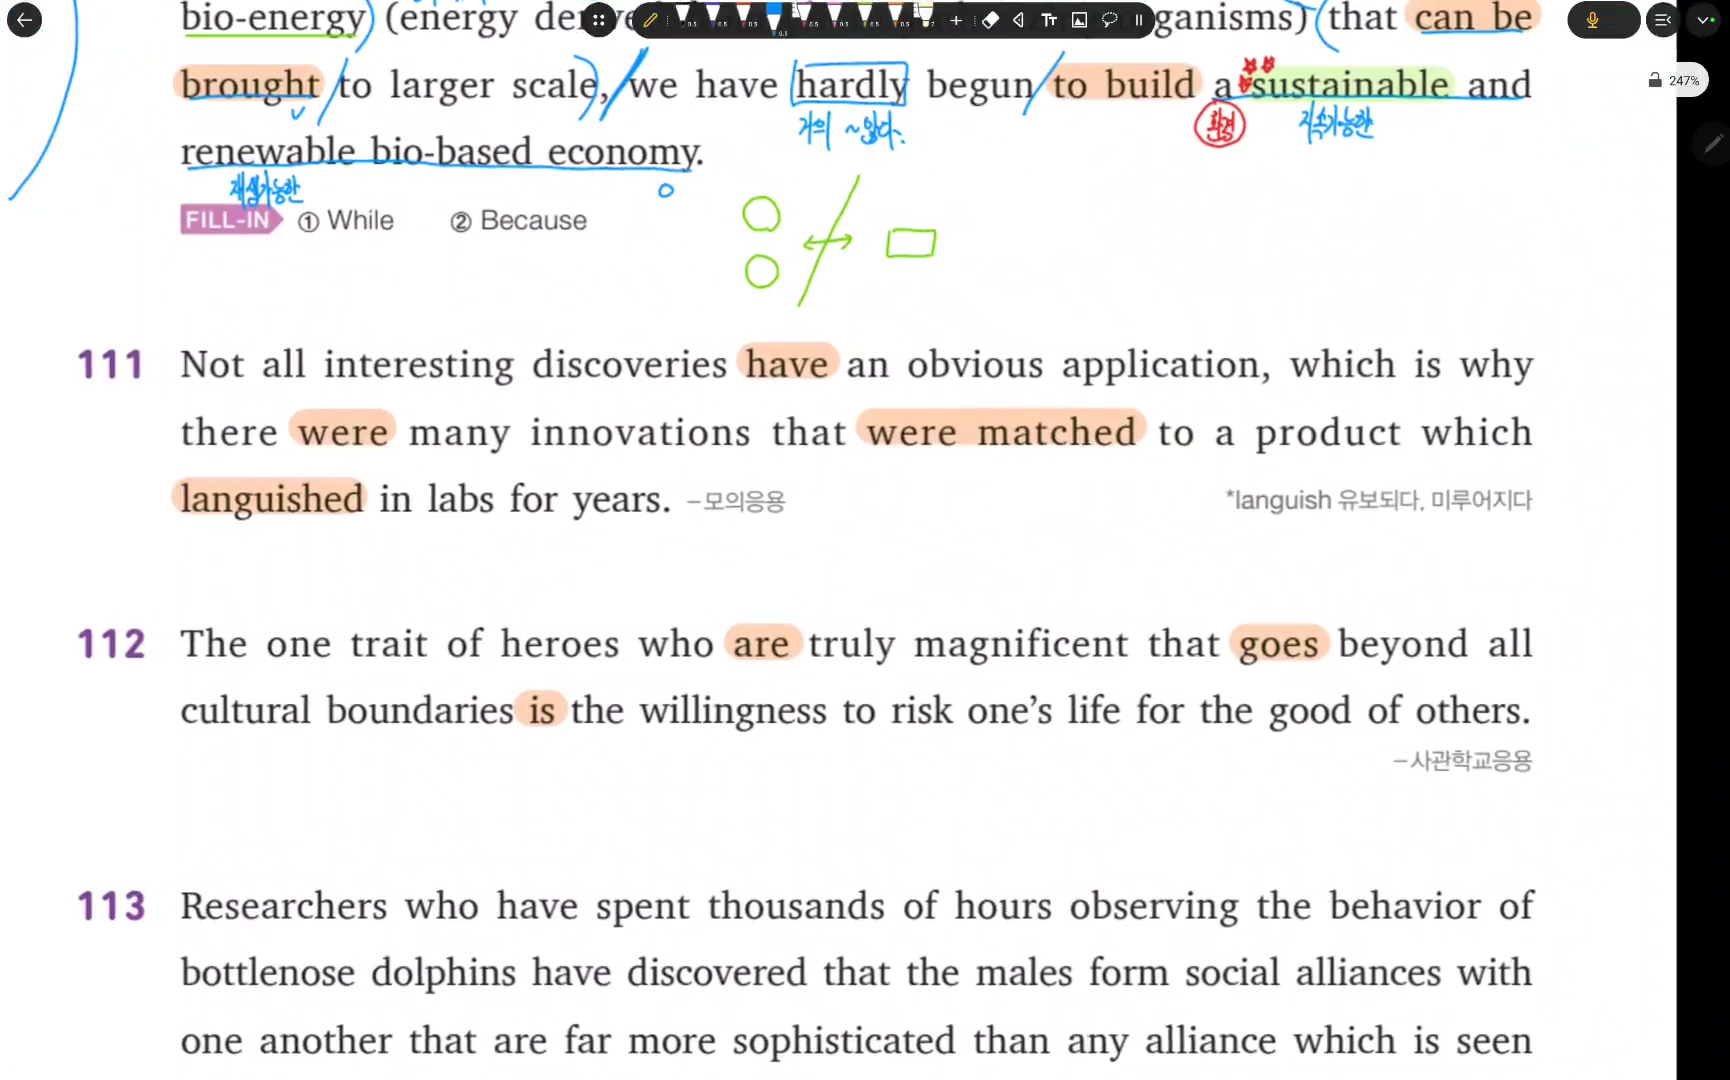 bio-energy) (energy ganisms) (that can be
247%
brought to larger scale), we have hardly begun to build a sustainable and
거의 ~않다.
환경
지속가능한
renewable bio-based economy.
재생가능한
FILL-IN ① While ② Because
111 Not all interesting discoveries have an obvious application, which is why
there were many innovations that were matched to a product which
languished in labs for years. –모의응용 *languish 유보되다, 미루어지다
112 The one trait of heroes who are truly magnificent that goes beyond all
cultural boundaries is the willingness to risk one’s life for the good of others.
–사관학교응용
113 Researchers who have spent thousands of hours observing the behavior of
bottlenose dolphins have discovered that the males form social alliances with
one another that are far more sophisticated than any alliance which is seen